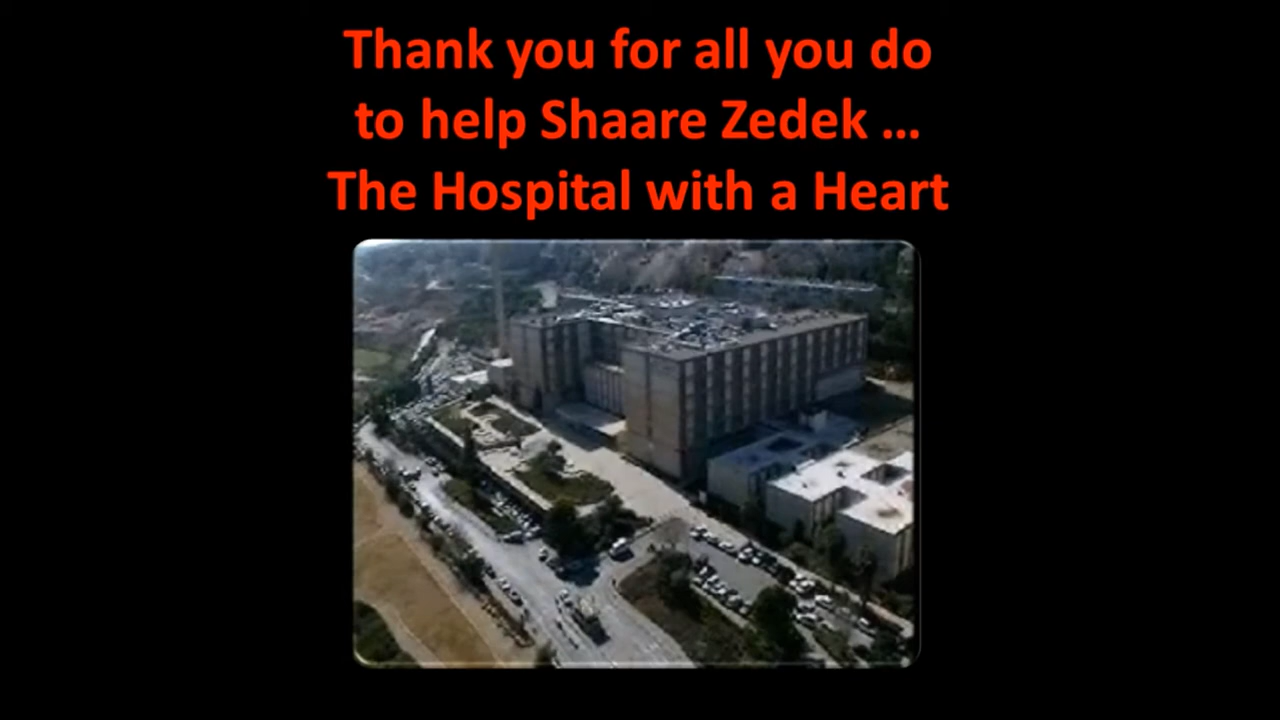 Thank you for all you do
to help Shaare Zedek ...
The Hospital with a Heart